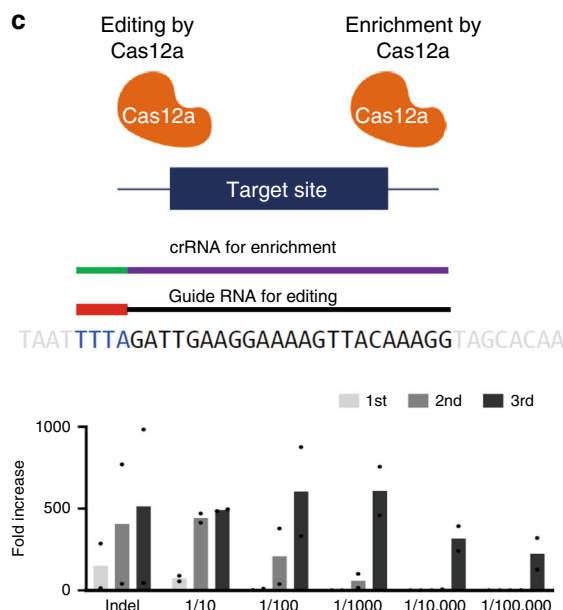 c
Editing by
Cas12a
Enrichment by
Cas12a
Cas12a
Cas12a
Target site
crRNA for enrichment
Guide RNA for editing
TAATTTTAGATTGAAGGAAAAGTTACAAAGGTAGCACAA
1st 2nd 3rd
Fold increase
1000
500
0
Indel 1/10 1/100 1/1000 1/10,000 1/100,000